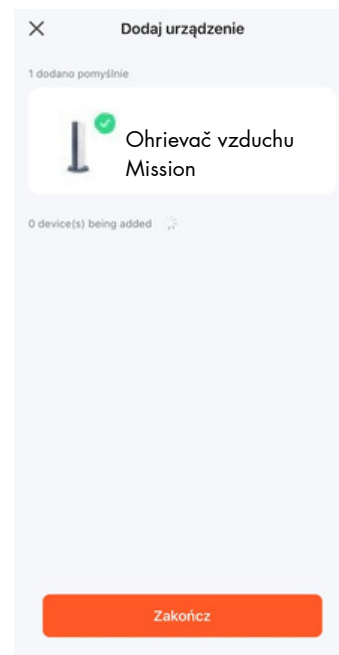 Dodaj urządzenie
1 dodano pomyślnie
Ohrievač vzduchu
Mission
0 device(s) being added
Zakończ